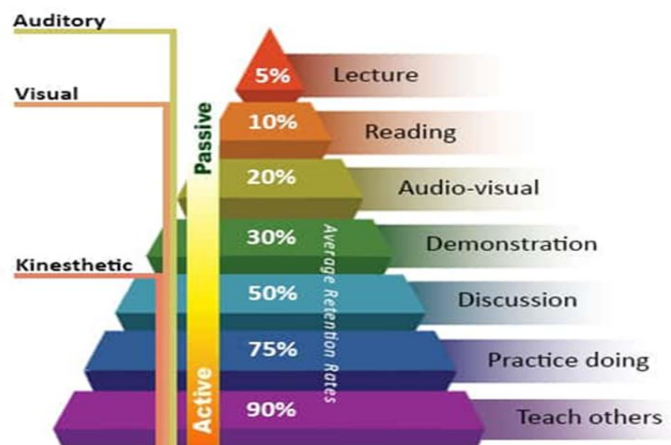 Auditory
Visual
Kinesthetic
Passive
Active
5% Lecture
10% Reading
20% Audio-visual
30% Demonstration
50% Discussion
75% Practice doing
90% Teach others
Average Retention Rates